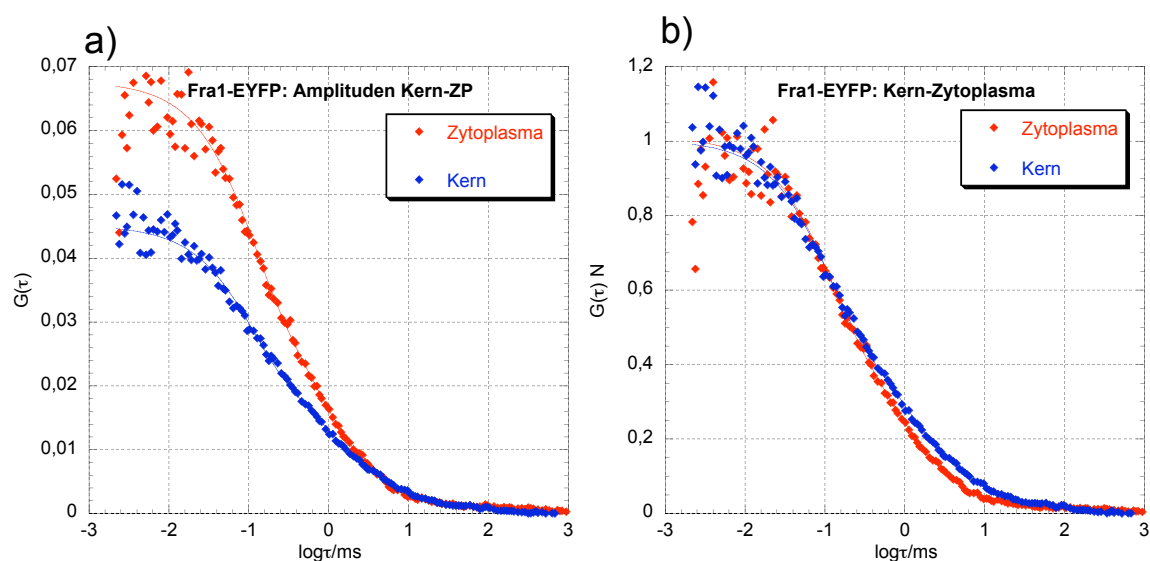 a)
Fra1-EYFP: Amplituden Kern-ZP
Zytoplasma
Kern
G(τ)
0,07
0,06
0,05
0,04
0,03
0,02
0,01
0
-3 -2 -1 0 1 2 3
logτ/ms
b)
Fra1-EYFP: Kern-Zytoplasma
Zytoplasma
Kern
G(τ) N
1,2
1
0,8
0,6
0,4
0,2
0
-3 -2 -1 0 1 2 3
logτ/ms